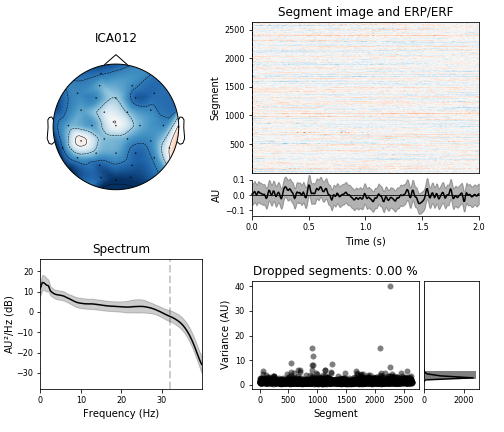 ICA012
Segment image and ERP/ERF
Segment
2500
2000
1500
1000
500
AU
0.1
0.0
−0.1
0.0 0.5 1.0 1.5 2.0
Time (s)
Spectrum
AU²/Hz (dB)
20
10
0
−10
−20
−30
0 10 20 30
Frequency (Hz)
Dropped segments: 0.00 %
Variance (AU)
40
30
20
10
0
0 500 1000 1500 2000 2500
Segment
0 2000